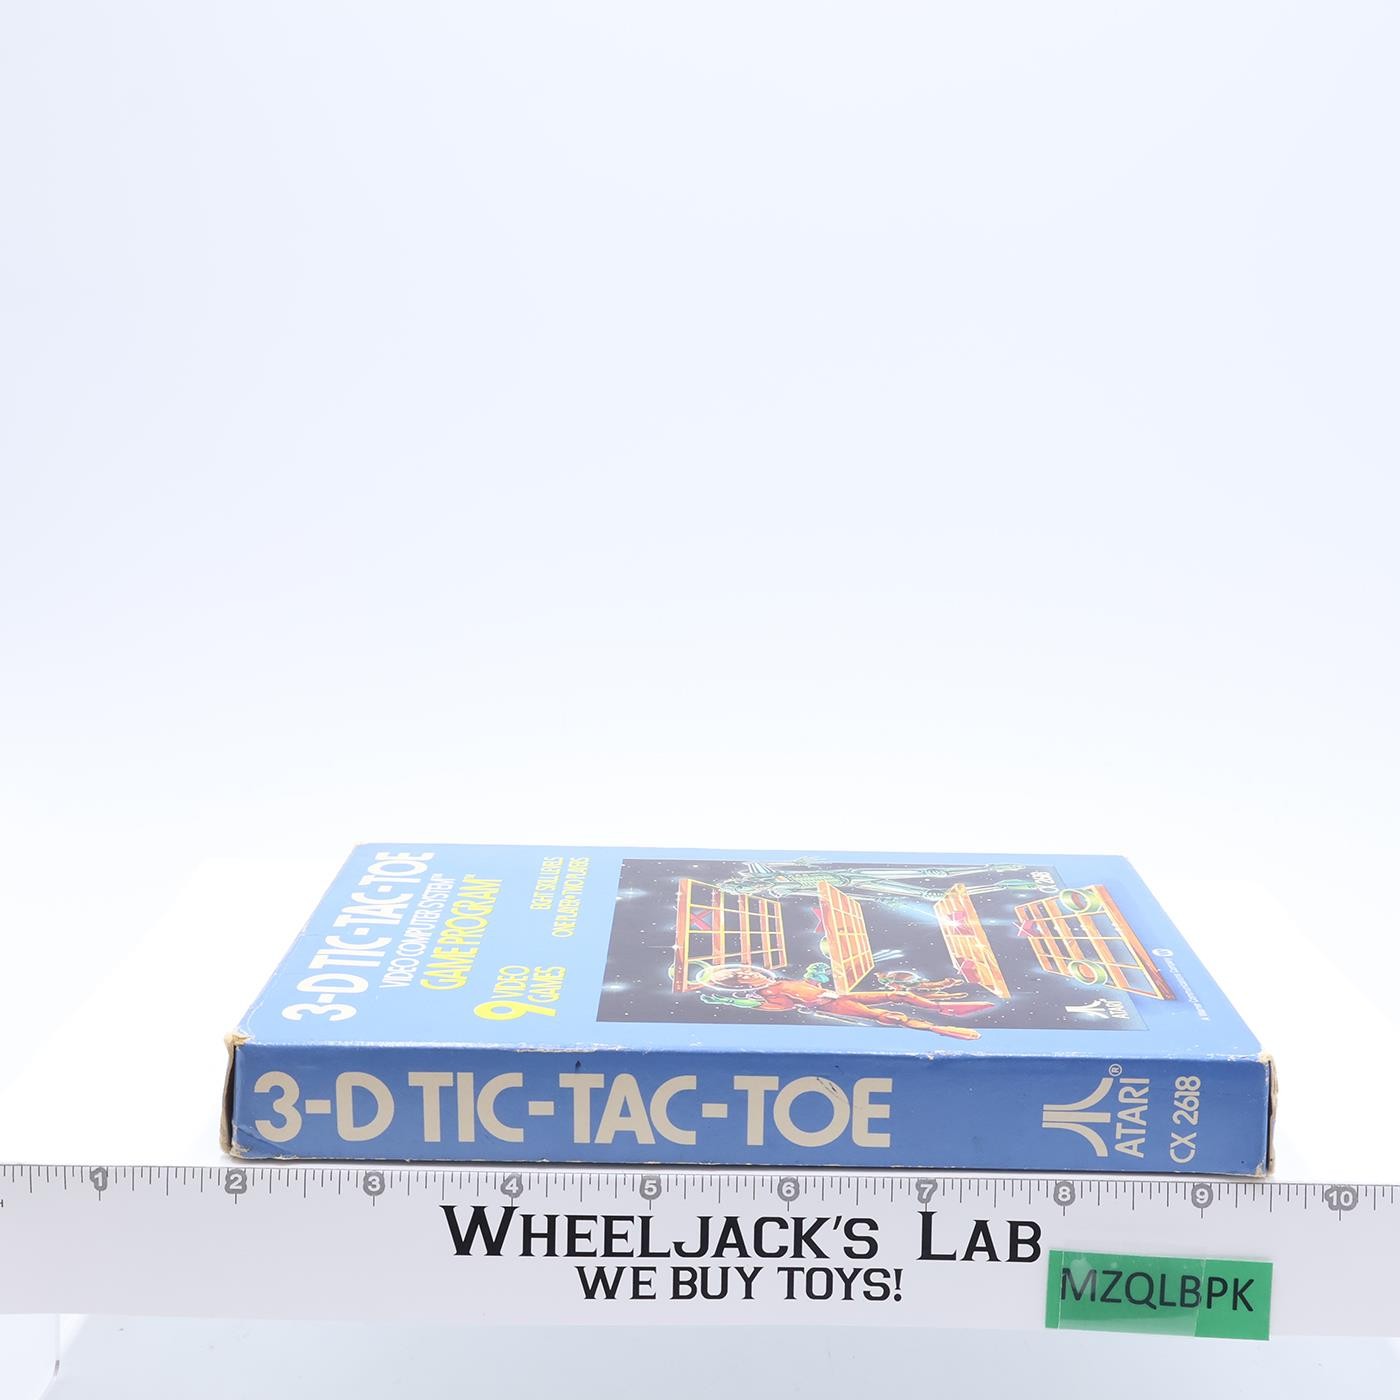 3-D TIC-TAC-TOE
VIDEO COMPUTER SYSTEM™
GAME PROGRAM™
9 VIDEO
GAMES
EIGHT SKILL LEVELS
ONE PLAYER•TWO PLAYERS
ATARI
3-D TIC-TAC-TOE
ATARI®
CX 2618
1 2 3 4 5 6 7 8 9 10
WHEELJACK'S LAB
WE BUY TOYS!
MZQLBPK